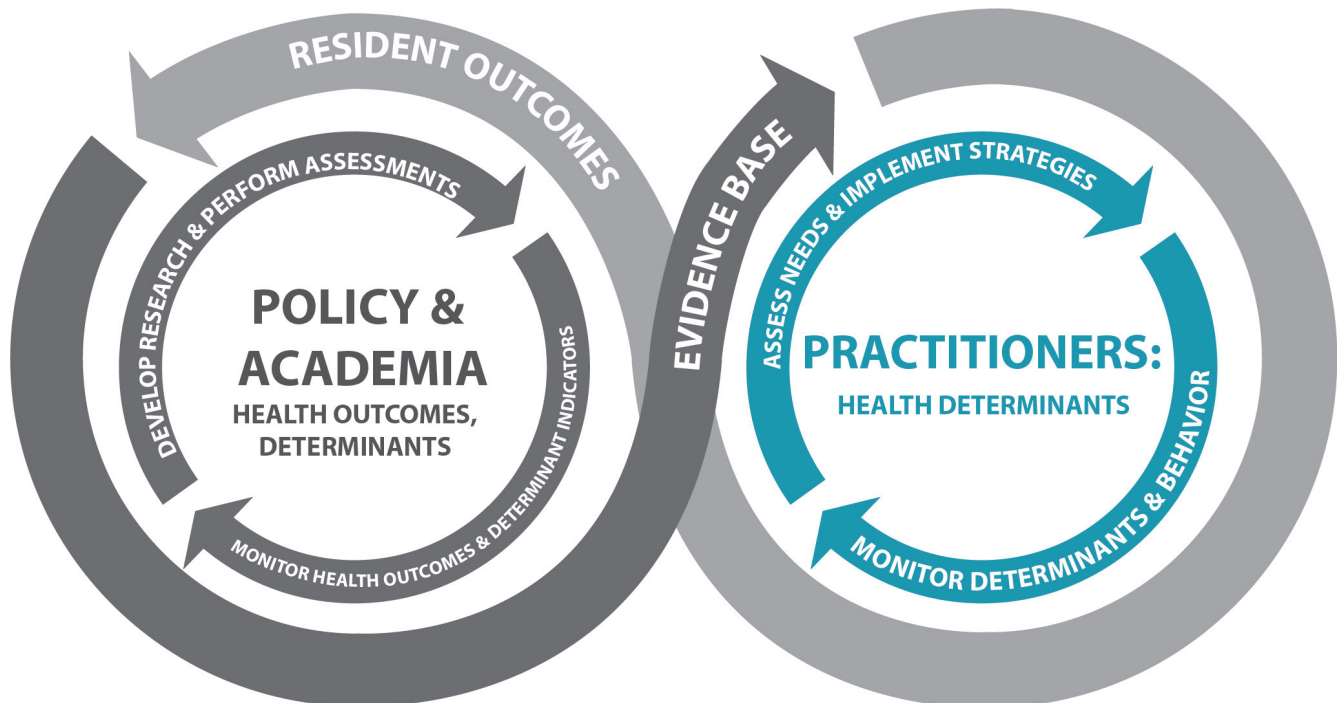 RESIDENT OUTCOMES
EVIDENCE BASE
DEVELOP RESEARCH & PERFORM ASSESSMENTS
MONITOR HEALTH OUTCOMES & DETERMINANT INDICATORS
POLICY &
ACADEMIA
HEALTH OUTCOMES,
DETERMINANTS
ASSESS NEEDS & IMPLEMENT STRATEGIES
MONITOR DETERMINANTS & BEHAVIOR
PRACTITIONERS:
HEALTH DETERMINANTS